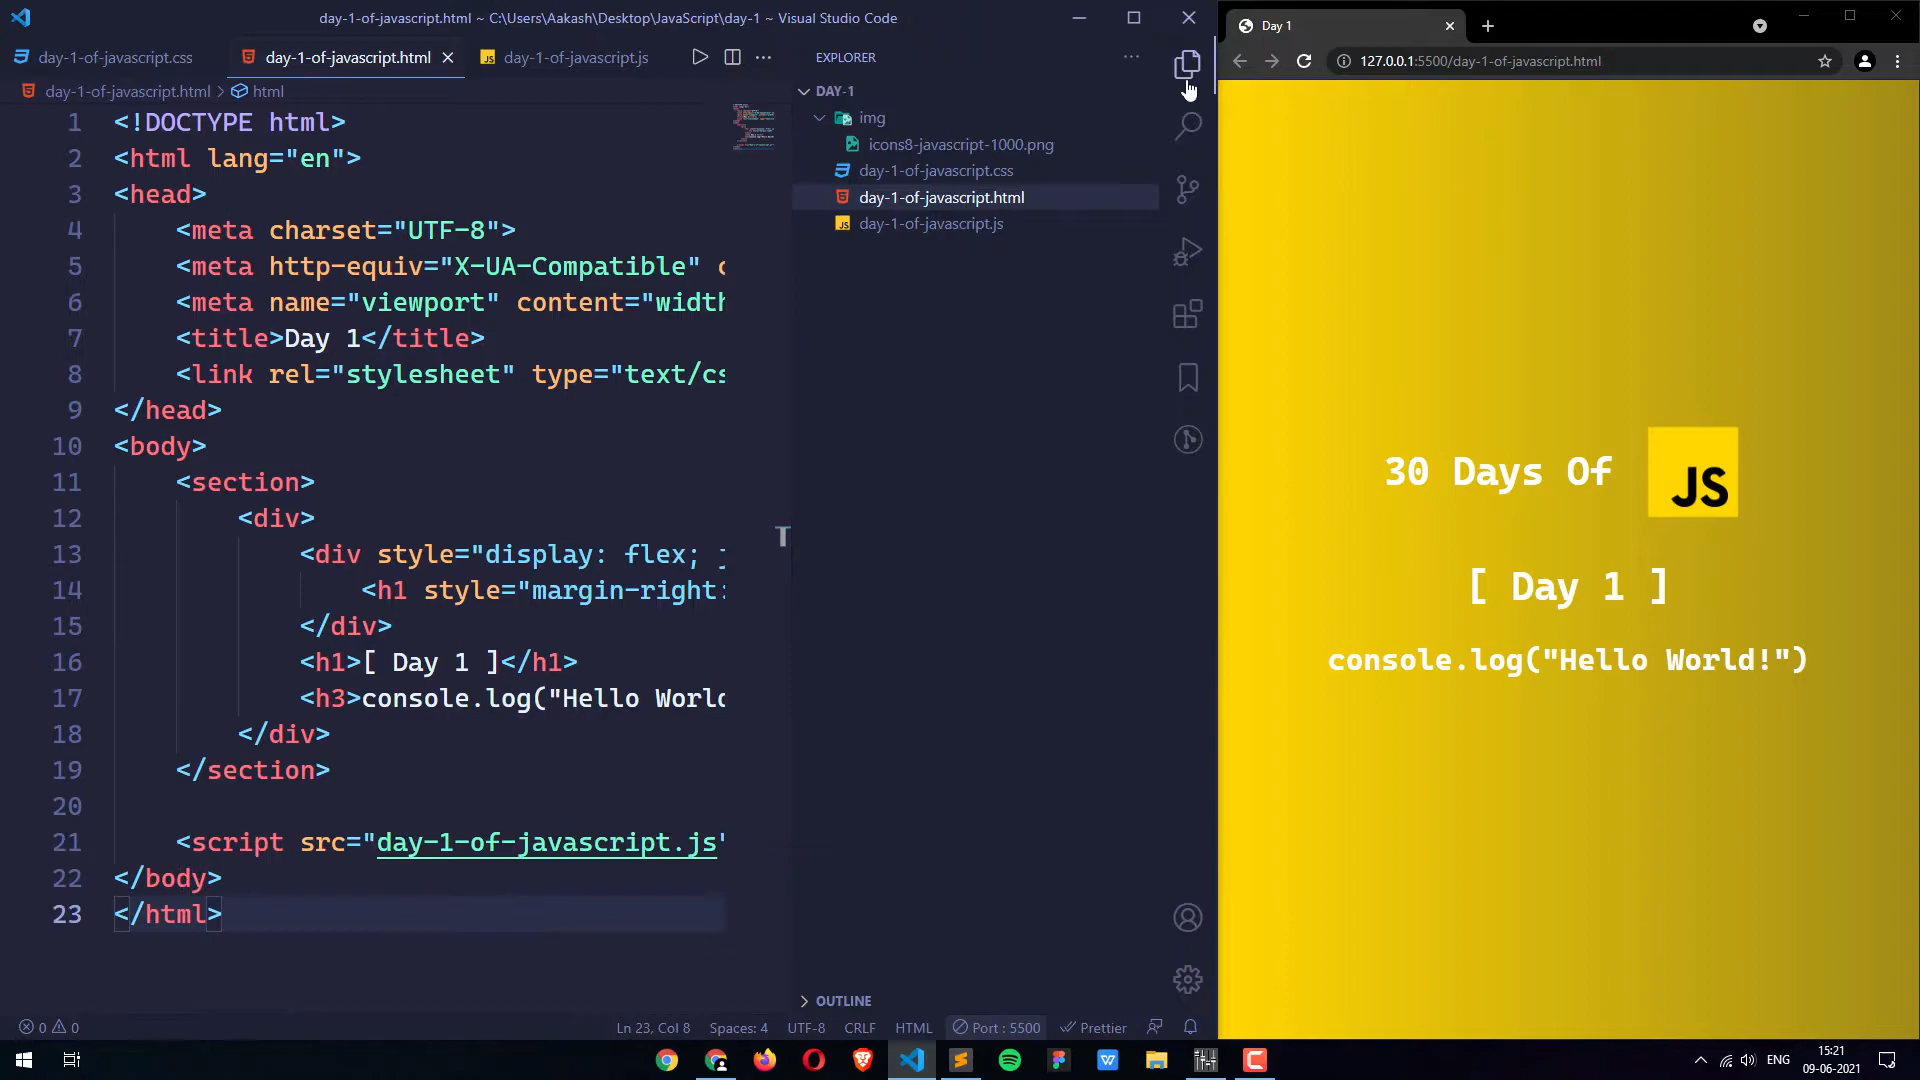 day-1-of-javascript.html ~ C:\Users\Aakash\Desktop\JavaScript\day-1 ~ Visual Studio Code
day-1-of-javascript.css
day-1-of-javascript.html
day-1-of-javascript.js
day-1-of-javascript.html > html
1 <!DOCTYPE html>
2 <html lang="en">
3 <head>
4 <meta charset="UTF-8">
5 <meta http-equiv="X-UA-Compatible" c
6 <meta name="viewport" content="width
7 <title>Day 1</title>
8 <link rel="stylesheet" type="text/cs
9 </head>
10 <body>
11 <section>
12 <div>
13 <div style="display: flex; j
14 <h1 style="margin-right:
15 </div>
16 <h1>[ Day 1 ]</h1>
17 <h3>console.log("Hello World
18 </div>
19 </section>
20
21 <script src="day-1-of-javascript.js"
22 </body>
23 </html>
EXPLORER
DAY-1
img
icons8-javascript-1000.png
day-1-of-javascript.css
day-1-of-javascript.html
JS day-1-of-javascript.js
OUTLINE
0 0
Ln 23, Col 8
Spaces: 4
UTF-8
CRLF
HTML
Port : 5500
Prettier
Day 1
127.0.0.1:5500/day-1-of-javascript.html
30 Days Of
JS
[ Day 1 ]
console.log("Hello World!")
ENG
15:21
09-06-2021